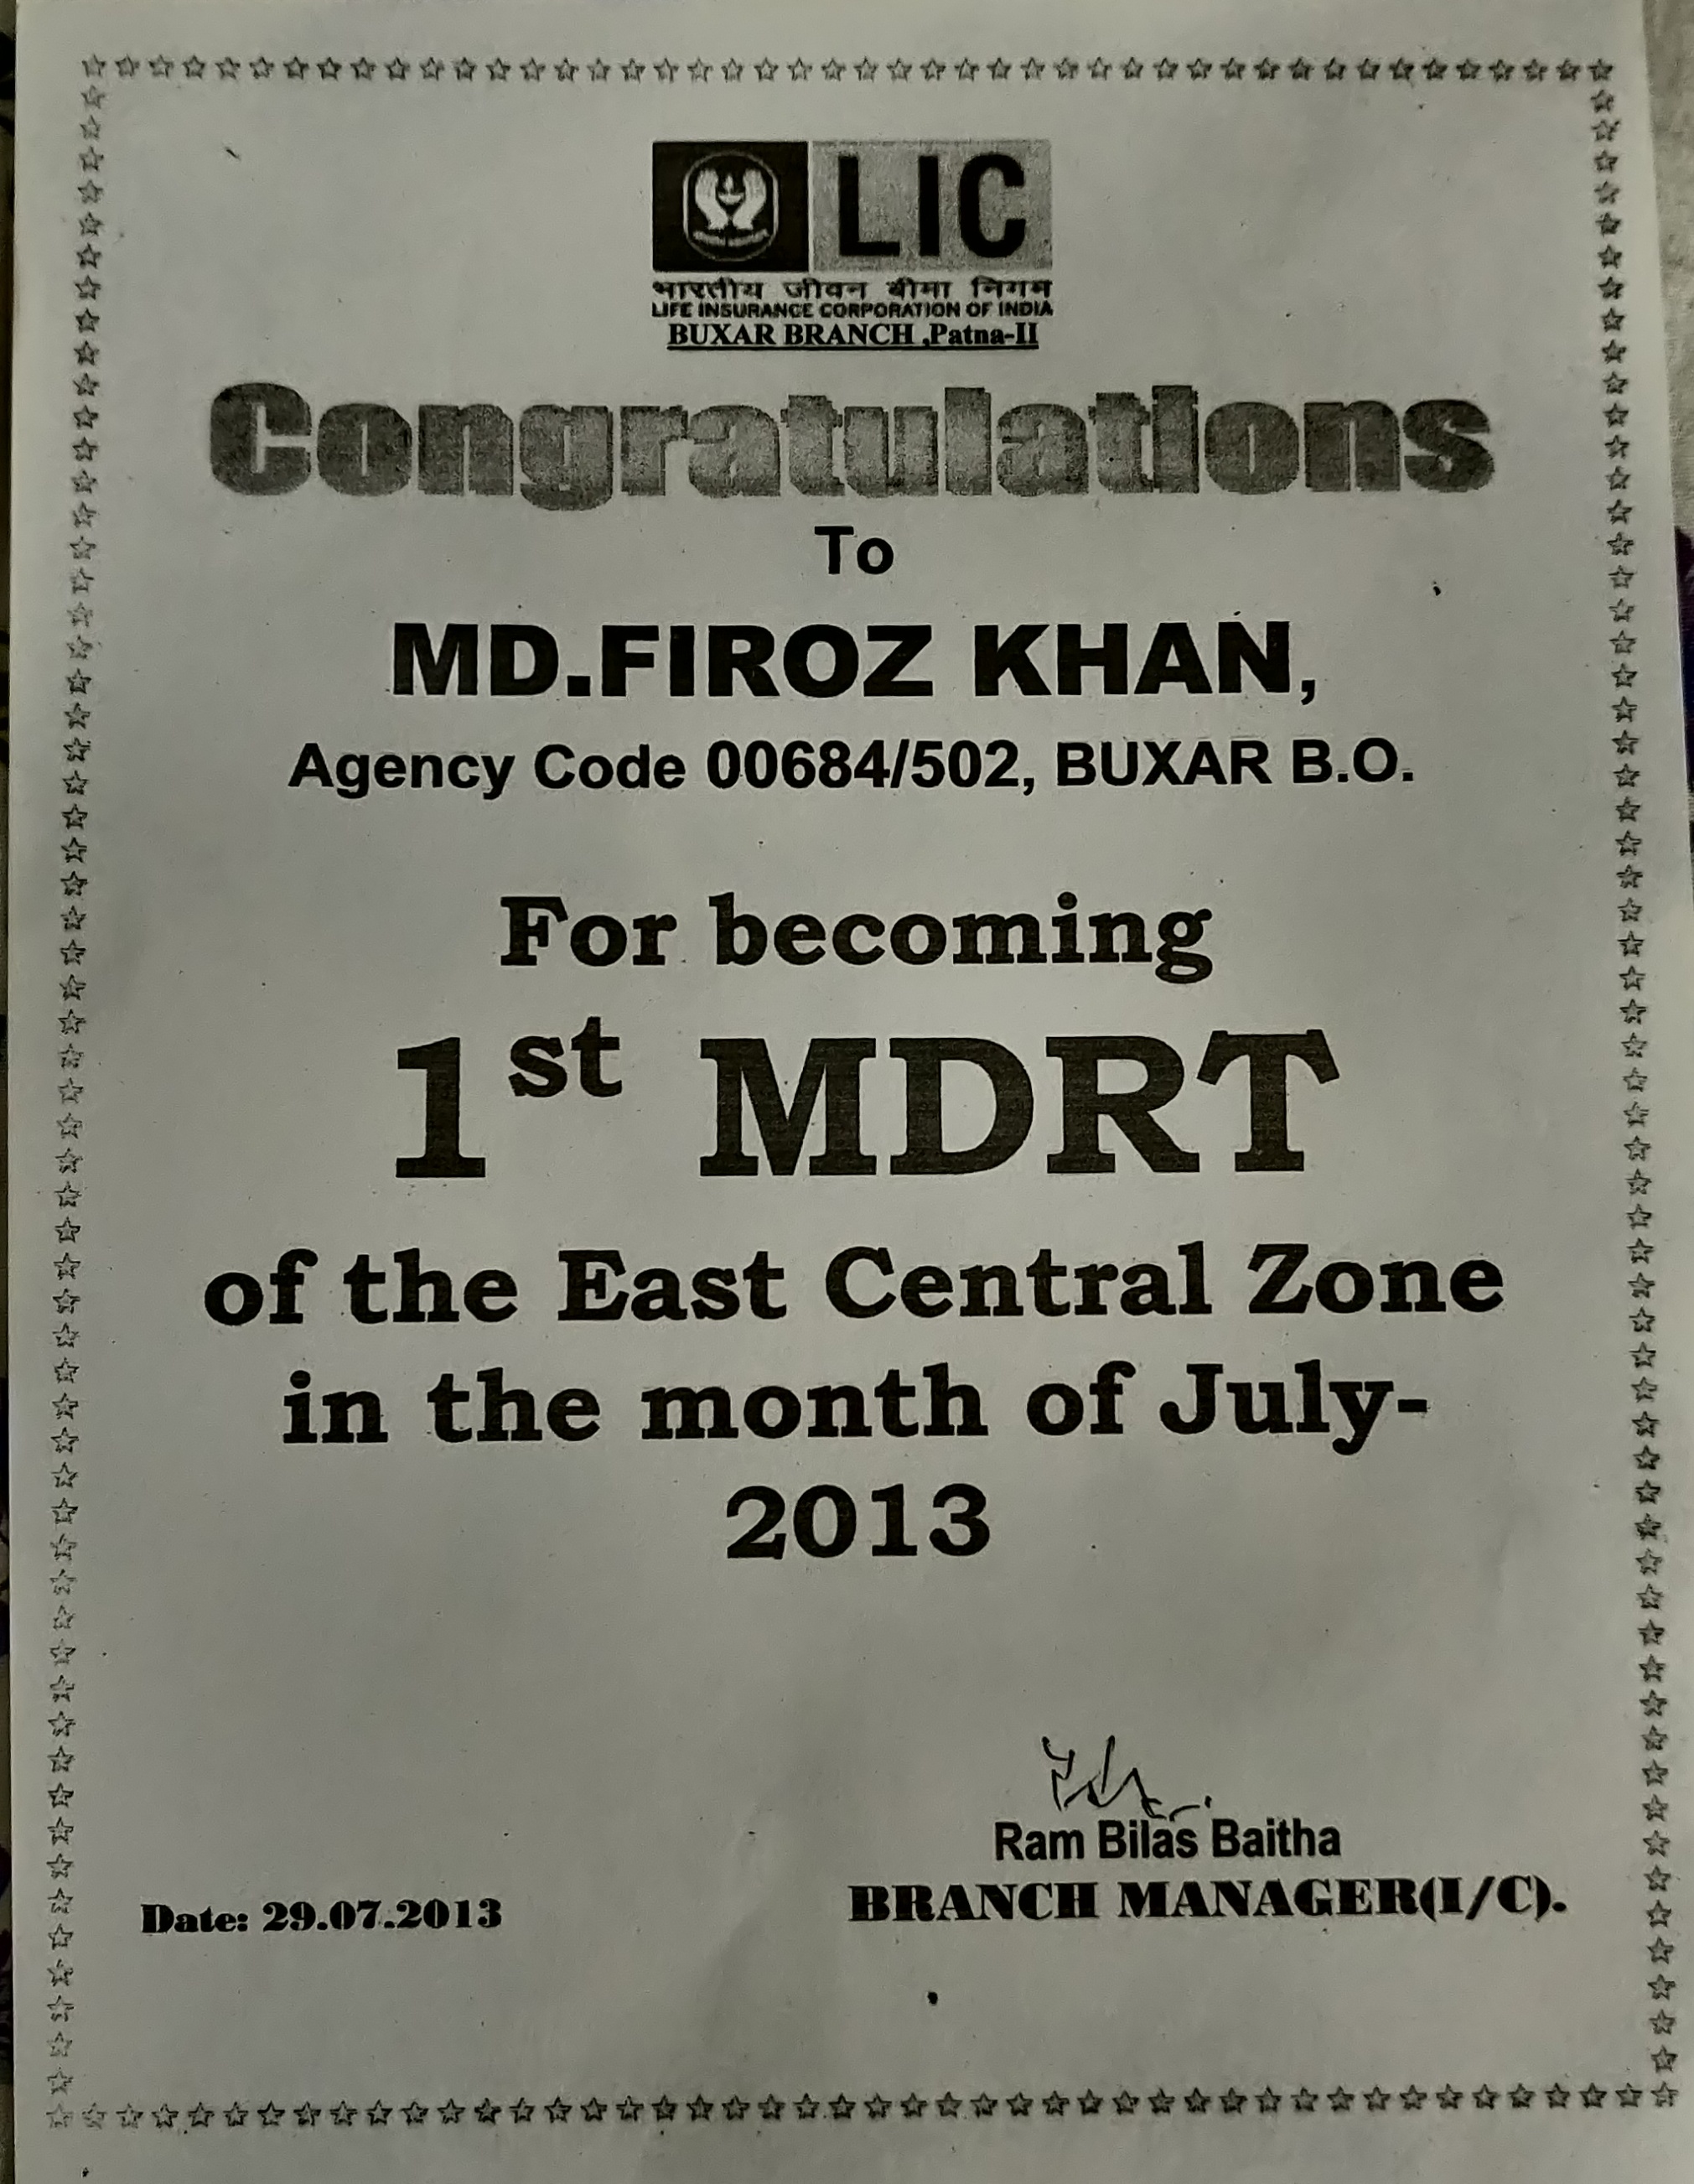 LIC
भारतीय जीवन बीमा निगम
LIFE INSURANCE CORPORATION OF INDIA
BUXAR BRANCH ,Patna-II
Congratulations
To
MD.FIROZ KHAN,
Agency Code 00684/502, BUXAR B.O.
For becoming
1st MDRT
of the East Central Zone
in the month of July-
2013
Ram Bilas Baitha
Date: 29.07.2013 BRANCH MANAGER(I/C).